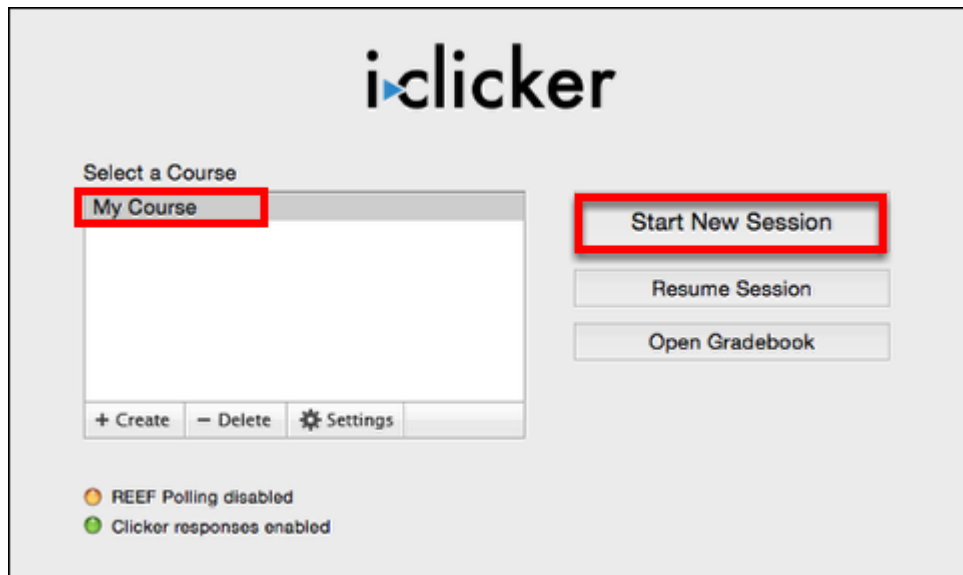 i▸clicker
Select a Course
My Course
Start New Session
Resume Session
Open Gradebook
+ Create − Delete Settings
REEF Polling disabled
Clicker responses enabled